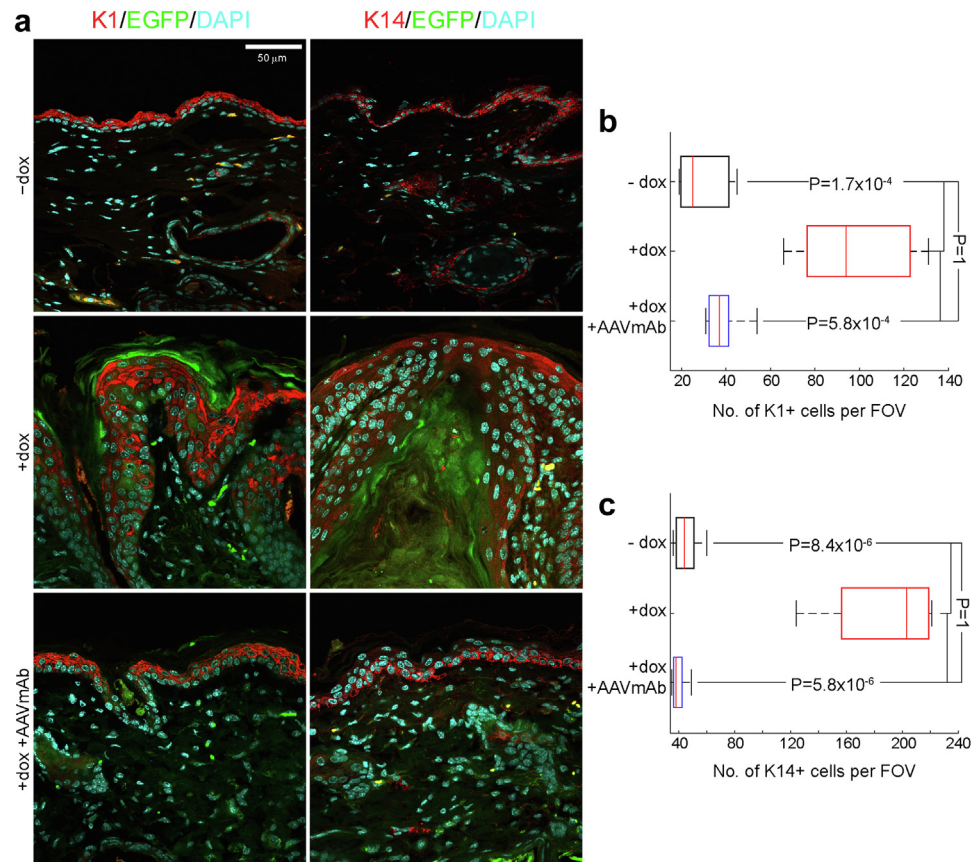 a
K1/EGFP/DAPI
K14/EGFP/DAPI
50 μm
–dox
+dox
+dox +AAVmAb
b
- dox
+dox
+dox
+AAVmAb
P=1.7x10⁻⁴
P=5.8x10⁻⁴
P=1
20 40 60 80 100 120 140
No. of K1+ cells per FOV
c
- dox
+dox
+dox
+AAVmAb
P=8.4x10⁻⁶
P=5.8x10⁻⁶
P=1
40 80 120 160 200 240
No. of K14+ cells per FOV